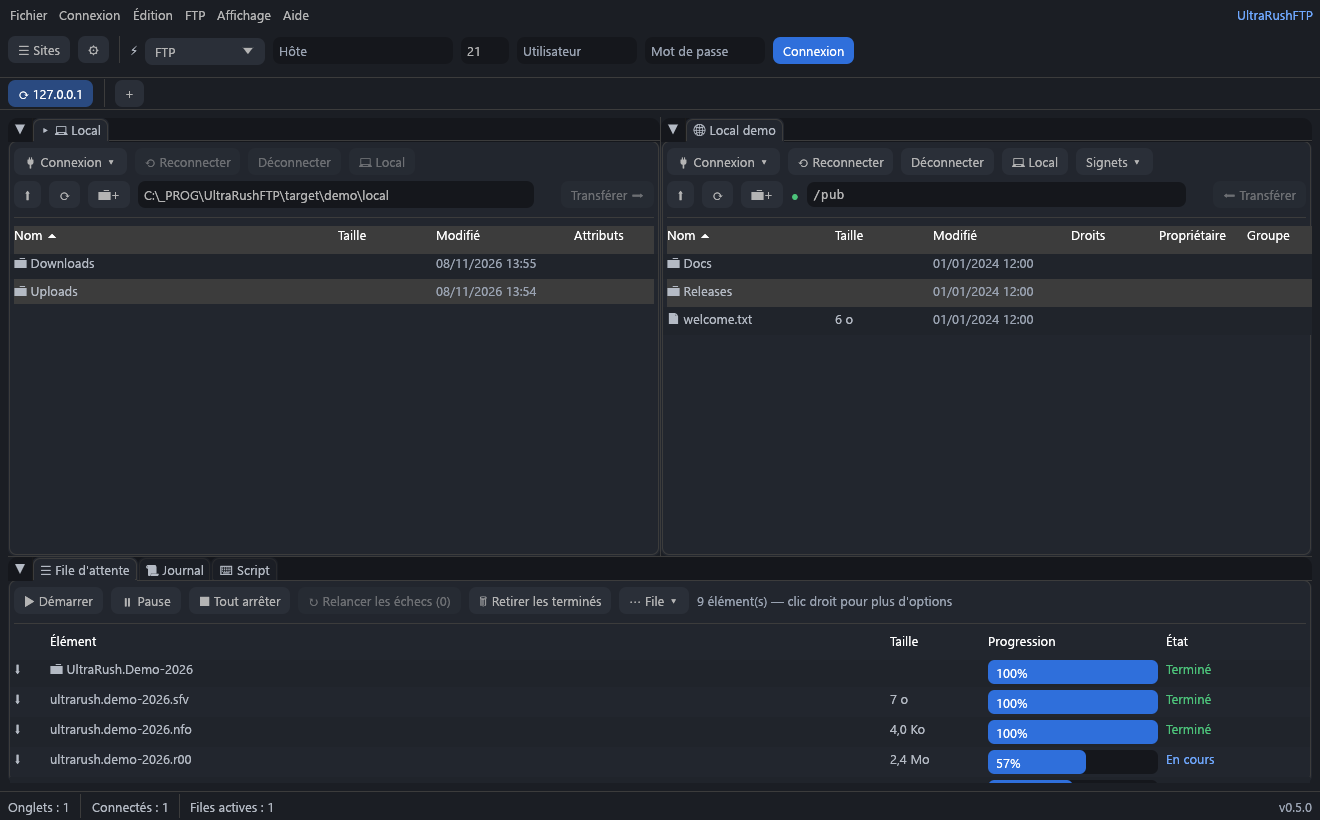 Fichier Connexion Édition FTP Affichage Aide UltraRushFTP
Sites FTP Hôte 21 Utilisateur Mot de passe Connexion
127.0.0.1 +
Local
Local demo
Connexion Reconnecter Déconnecter Local
Connexion Reconnecter Déconnecter Local Signets
C:\_PROG\UltraRushFTP\target\demo\local Transférer
/pub Transférer
Nom Taille Modifié Attributs
Downloads 08/11/2026 13:55
Uploads 08/11/2026 13:54
Nom Taille Modifié Droits Propriétaire Groupe
Docs 01/01/2024 12:00
Releases 01/01/2024 12:00
welcome.txt 6 o 01/01/2024 12:00
File d'attente Journal Script
Démarrer Pause Tout arrêter Relancer les échecs (0) Retirer les terminés ··· File 9 élément(s) — clic droit pour plus d'options
Élément Taille Progression État
UltraRush.Demo-2026 100% Terminé
ultrarush.demo-2026.sfv 7 o 100% Terminé
ultrarush.demo-2026.nfo 4,0 Ko 100% Terminé
ultrarush.demo-2026.r00 2,4 Mo 57% En cours
Onglets : 1 Connectés : 1 Files actives : 1 v0.5.0